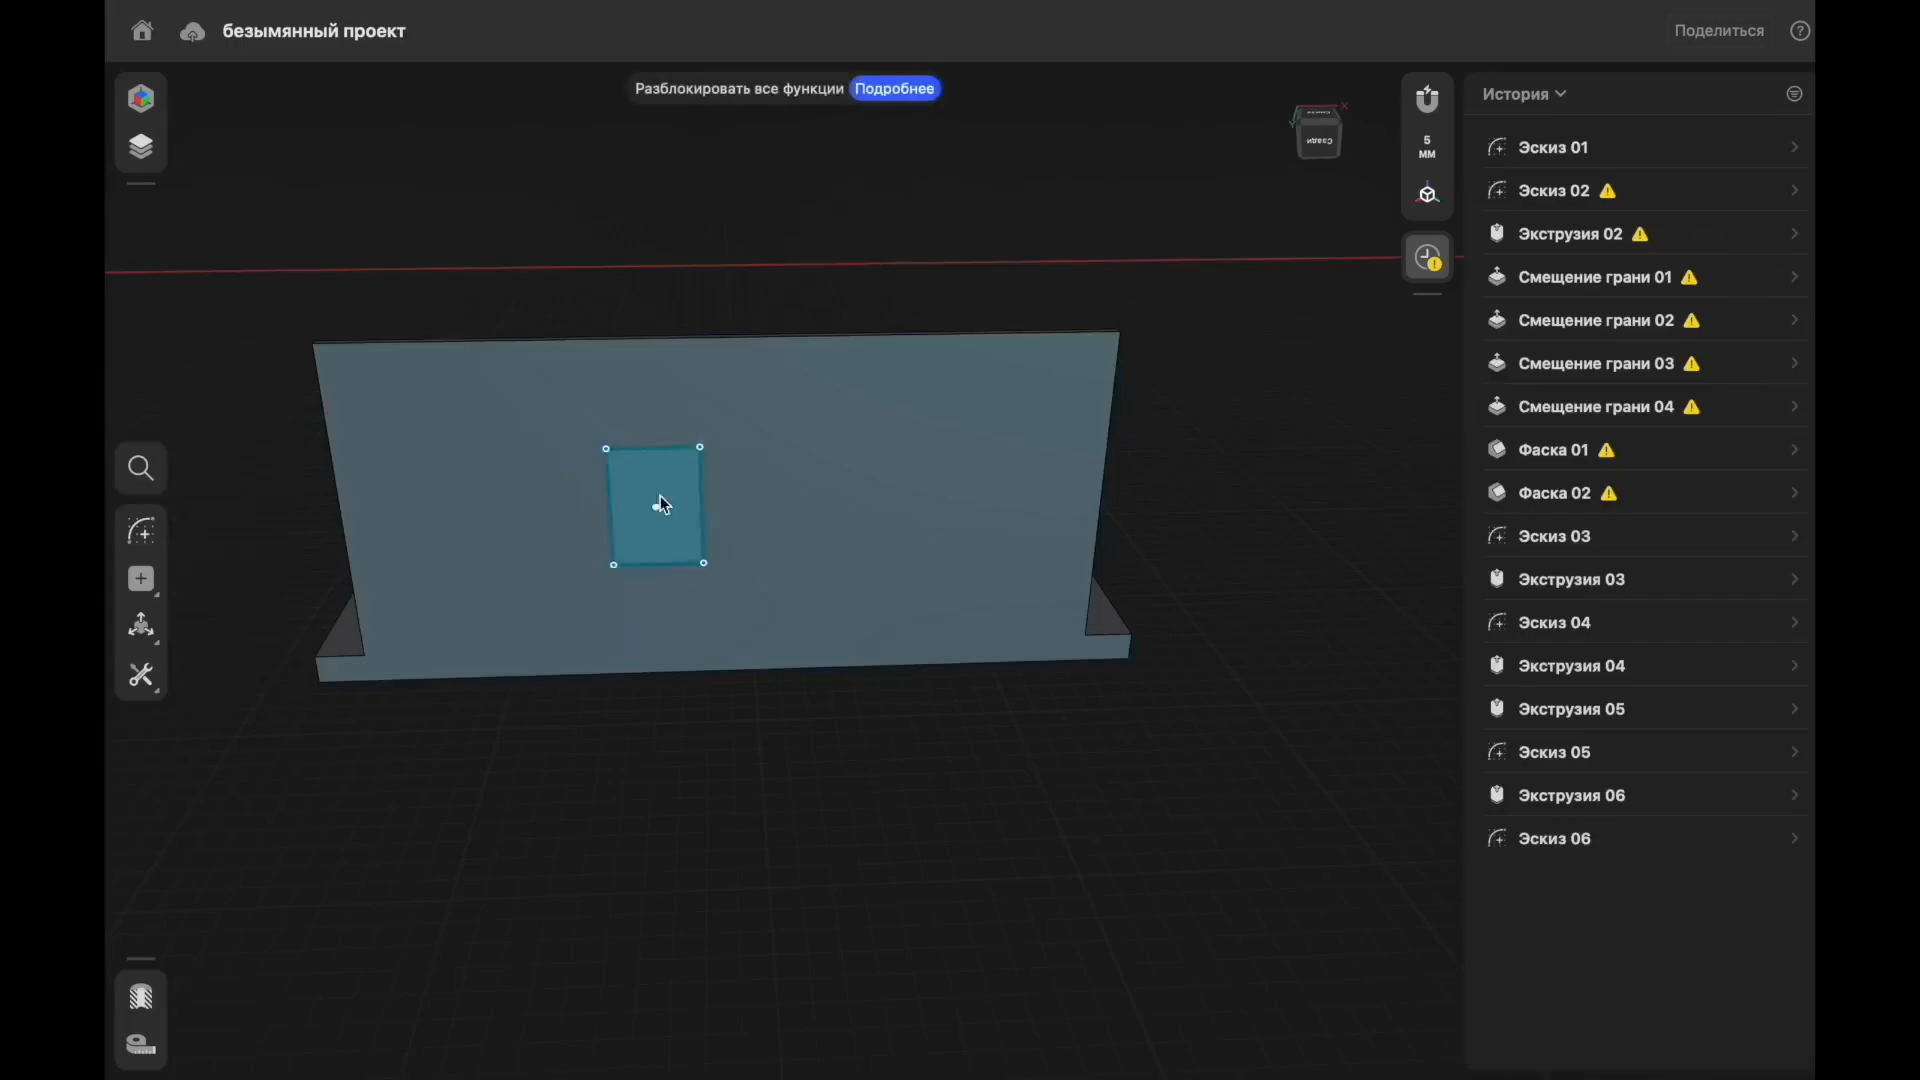 безымянный проект
Поделиться
Разблокировать все функции Подробнее
5
мм
История
Эскиз 01
Эскиз 02
Экструзия 02
Смещение грани 01
Смещение грани 02
Смещение грани 03
Смещение грани 04
Фаска 01
Фаска 02
Эскиз 03
Экструзия 03
Эскиз 04
Экструзия 04
Экструзия 05
Эскиз 05
Экструзия 06
Эскиз 06
Сзади